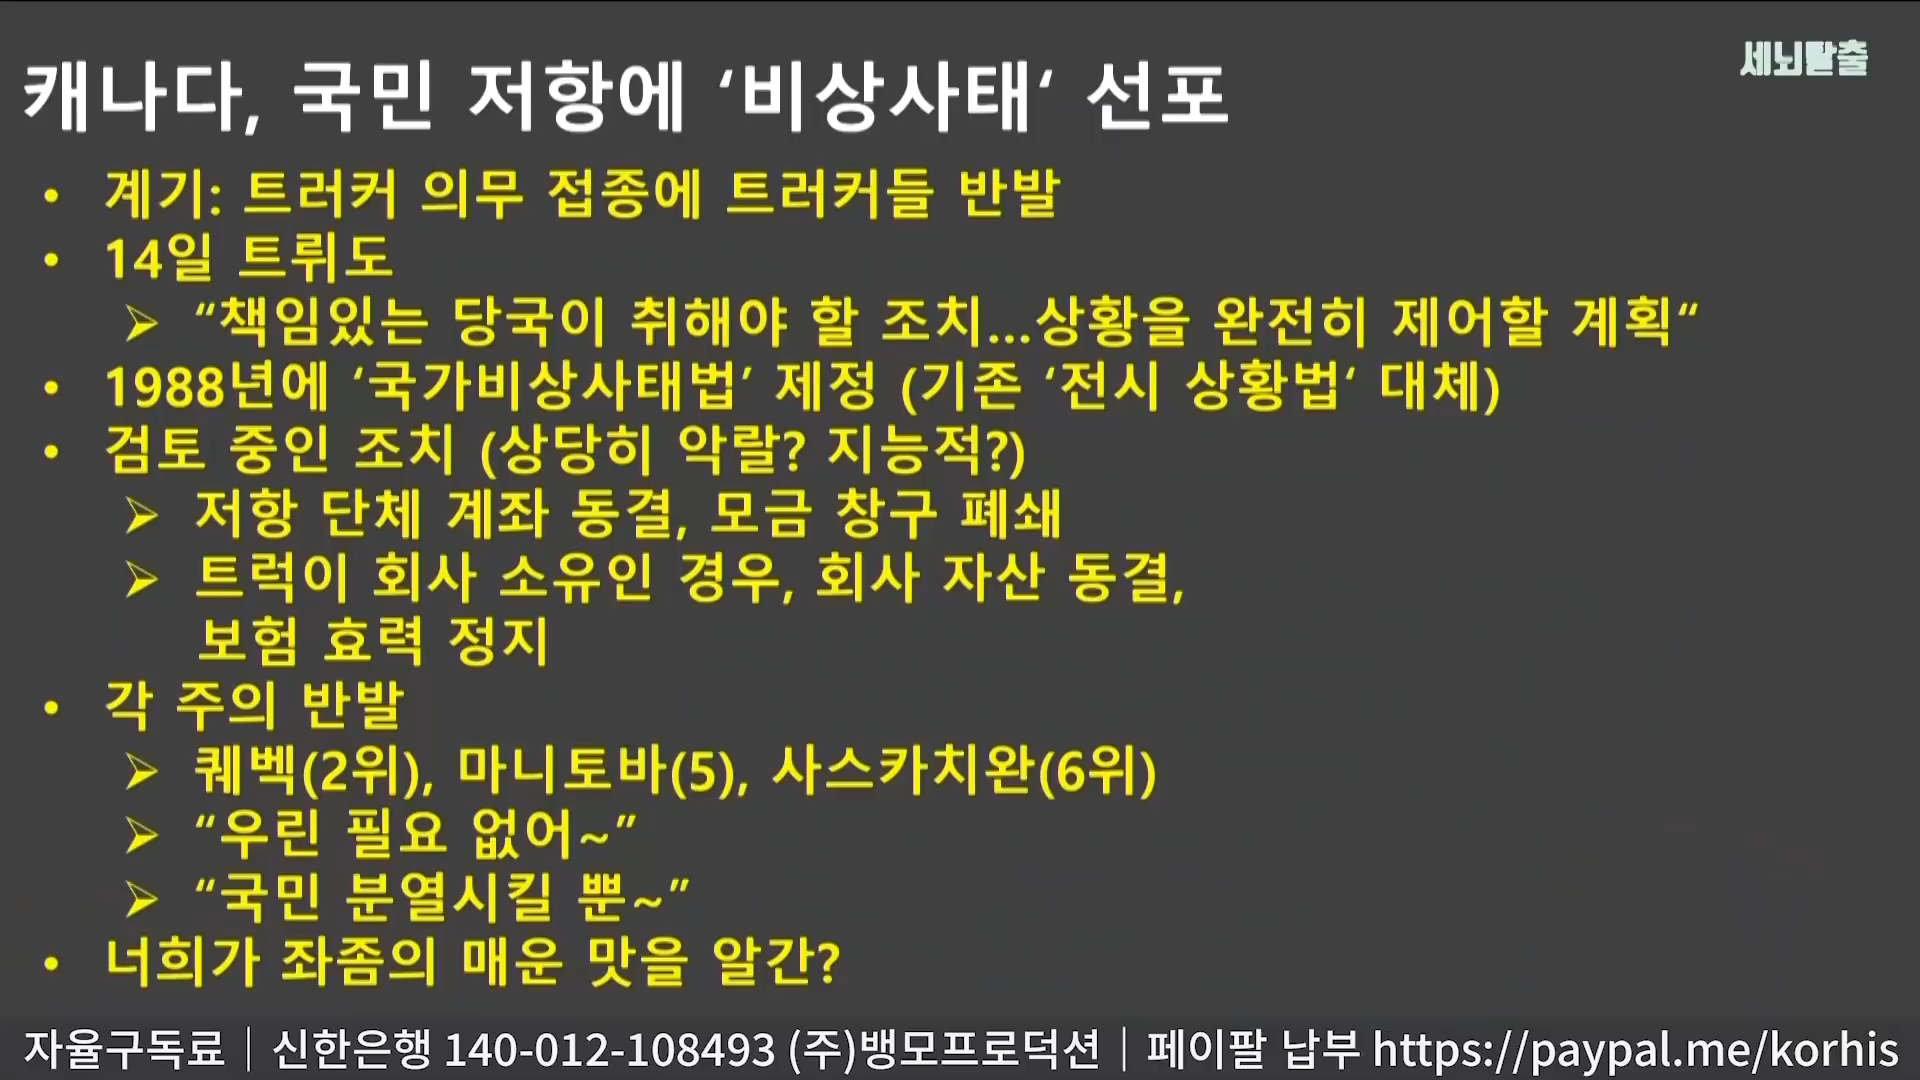 세뇌탈출
캐나다, 국민 저항에 ‘비상사태‘ 선포
• 계기: 트러커 의무 접종에 트러커들 반발
• 14일 트뤼도
➢ “책임있는 당국이 취해야 할 조치...상황을 완전히 제어할 계획“
• 1988년에 ‘국가비상사태법’ 제정 (기존 ‘전시 상황법‘ 대체)
• 검토 중인 조치 (상당히 악랄? 지능적?)
➢ 저항 단체 계좌 동결, 모금 창구 폐쇄
➢ 트럭이 회사 소유인 경우, 회사 자산 동결,
보험 효력 정지
• 각 주의 반발
➢ 퀘벡(2위), 마니토바(5), 사스카치완(6위)
➢ “우린 필요 없어~”
➢ “국민 분열시킬 뿐~”
• 너희가 좌좀의 매운 맛을 알간?
자율구독료｜신한은행 140-012-108493 (주)뱅모프로덕션｜페이팔 납부 https://paypal.me/korhis